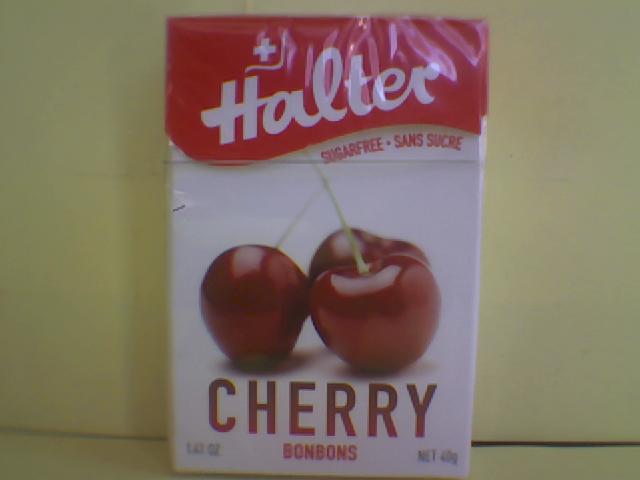 Halter
SUGARFREE • SANS SUCRE
CHERRY
BONBONS
1.41 OZ
NET 40g